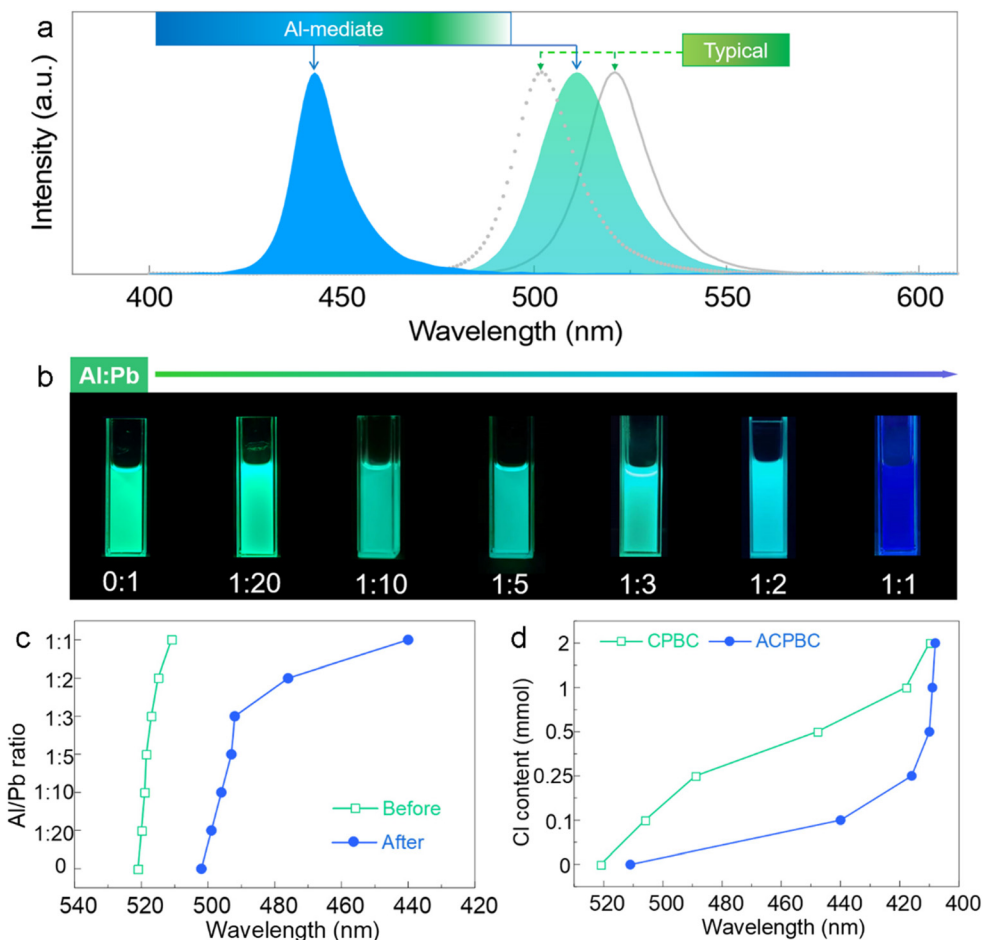 a
Al-mediate
Typical
Intensity (a.u.)
400 450 500 550 600
Wavelength (nm)
b
Al:Pb
0:1 1:20 1:10 1:5 1:3 1:2 1:1
c
Al/Pb ratio
1:1
1:2
1:3
1:5
1:10
1:20
0
Before
After
540 520 500 480 460 440 420
Wavelength (nm)
d
CPBC ACPBC
Cl content (mmol)
2
1
0.5
0.25
0.1
0
520 500 480 460 440 420 400
Wavelength (nm)